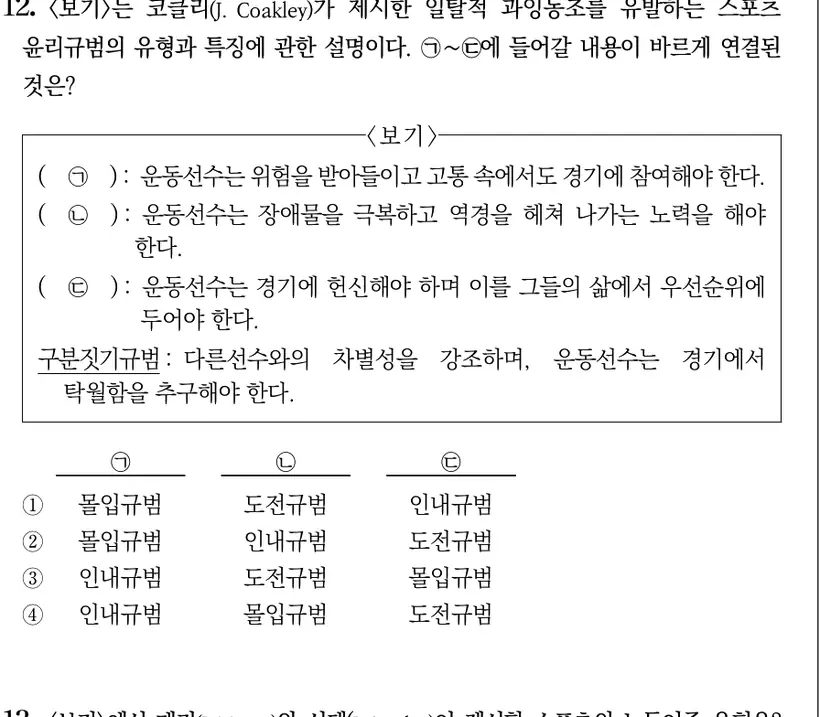 12. 〈보기〉는 코클리(J. Coakley)가 제시한 일탈적 과잉동조를 유발하는 스포츠
윤리규범의 유형과 특징에 관한 설명이다. ㉠~㉢에 들어갈 내용이 바르게 연결된
것은?
〈보기〉
( ㉠ ) : 운동선수는 위험을 받아들이고 고통 속에서도 경기에 참여해야 한다.
( ㉡ ) : 운동선수는 장애물을 극복하고 역경을 헤쳐 나가는 노력을 해야
한다.
( ㉢ ) : 운동선수는 경기에 헌신해야 하며 이를 그들의 삶에서 우선순위에
두어야 한다.
구분짓기규범 : 다른선수와의 차별성을 강조하며, 운동선수는 경기에서
탁월함을 추구해야 한다.
㉠ ㉡ ㉢
① 몰입규범 도전규범 인내규범
② 몰입규범 인내규범 도전규범
③ 인내규범 도전규범 몰입규범
④ 인내규범 몰입규범 도전규범